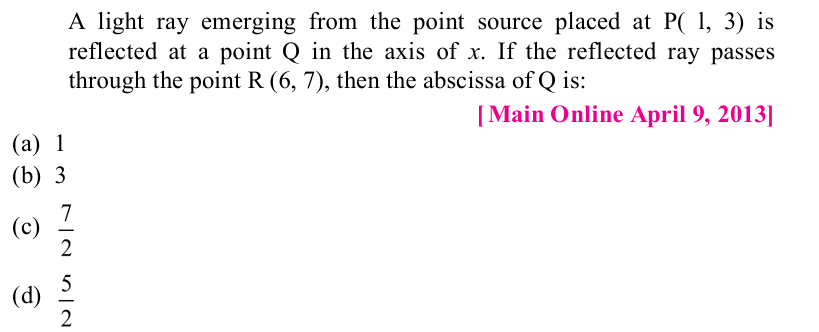 A light ray emerging from the point source placed at P( 1, 3) is
reflected at a point Q in the axis of x. If the reflected ray passes
through the point R (6, 7), then the abscissa of Q is:
[Main Online April 9, 2013]
(a) 1
(b) 3
(c) 7/2
(d) 5/2